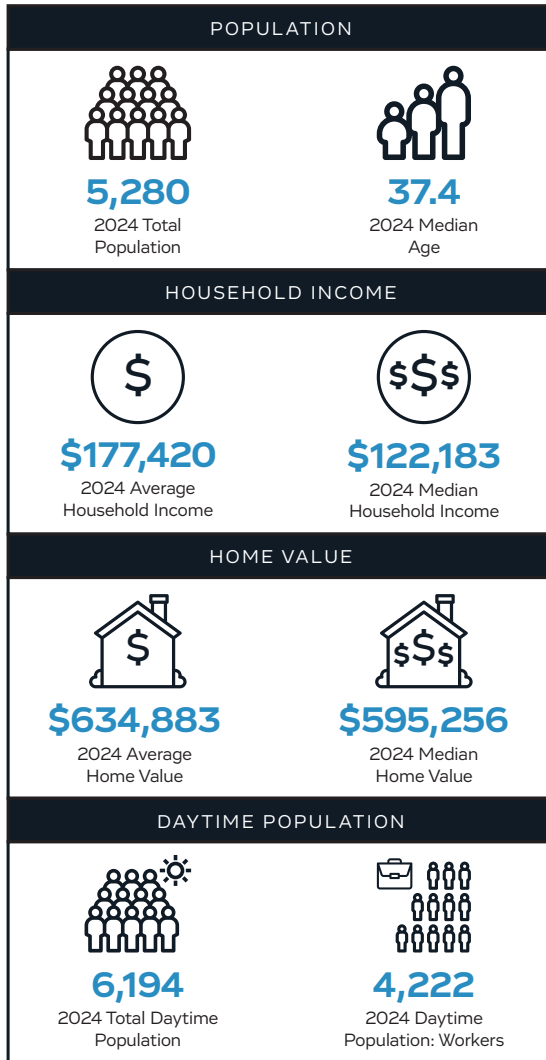 POPULATION
5,280
2024 Total
Population
37.4
2024 Median
Age
HOUSEHOLD INCOME
$
$177,420
2024 Average
Household Income
$$$
$122,183
2024 Median
Household Income
HOME VALUE
$
$634,883
2024 Average
Home Value
$$$
$595,256
2024 Median
Home Value
DAYTIME POPULATION
6,194
2024 Total Daytime
Population
4,222
2024 Daytime
Population: Workers